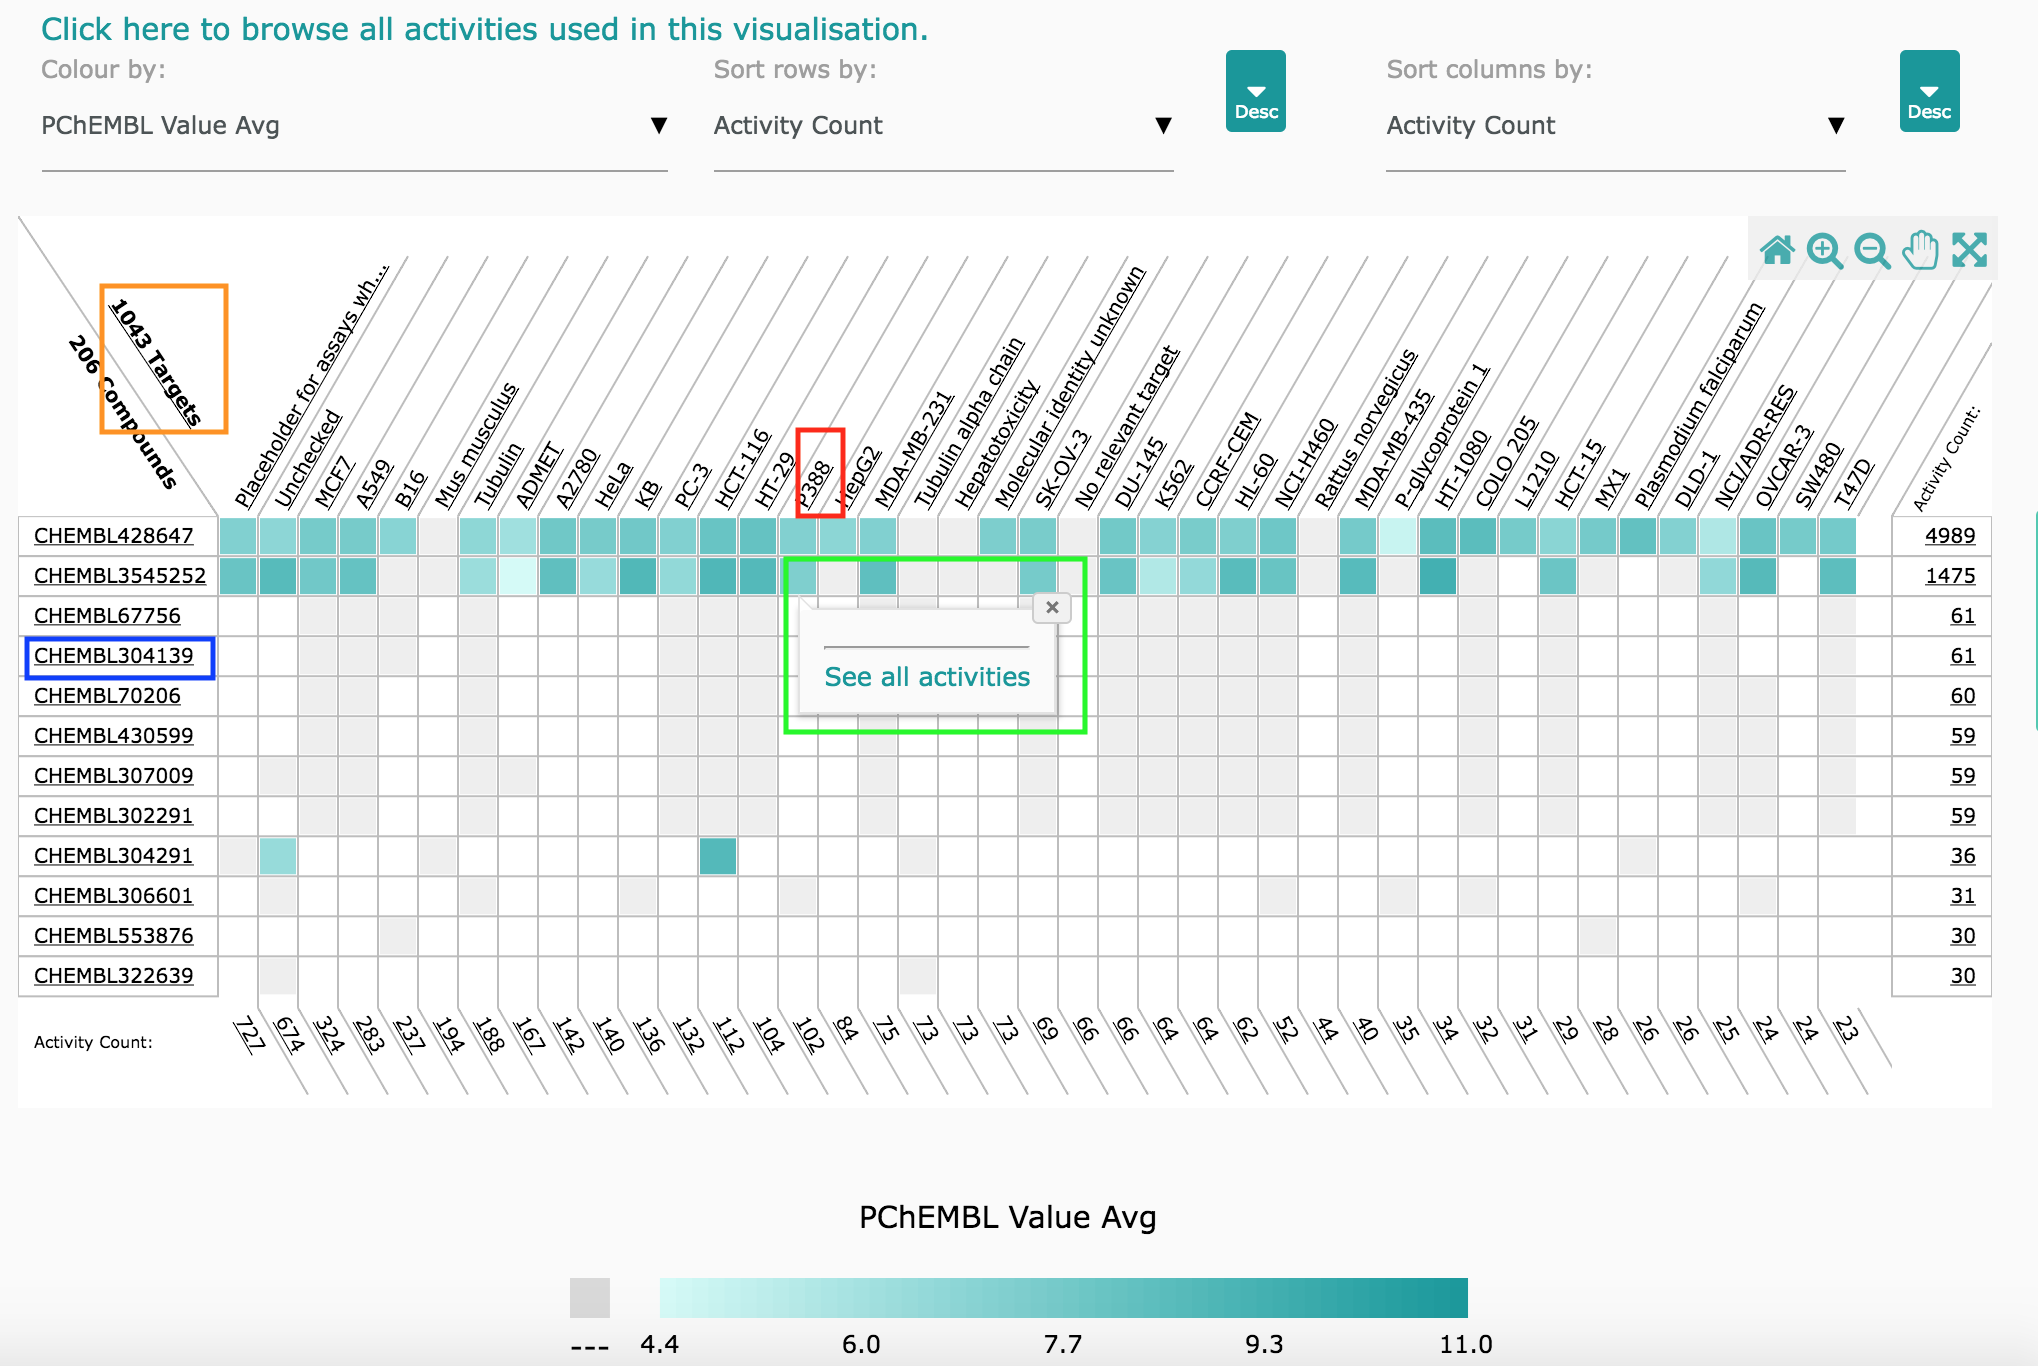 Click here to browse all activities used in this visualisation.
Colour by:
Sort rows by:
Sort columns by:
PChEMBL Value Avg
▼
Activity Count
▼
Desc
Activity Count
▼
Desc
1043 Targets
206 Compounds
Placeholder for assays wh...
Unchecked
MCF7
A549
B16
Mus musculus
Tubulin
ADMET
A2780
HeLa
KB
PC-3
HCT-116
HT-29
P388
HepG2
MDA-MB-231
Tubulin alpha chain
Hepatotoxicity
Molecular identity unknown
SK-OV-3
No relevant target
DU-145
K562
CCRF-CEM
HL-60
NCI-H460
Rattus norvegicus
MDA-MB-435
P-glycoprotein 1
HT-1080
COLO 205
L1210
HCT-15
MX1
Plasmodium falciparum
DLD-1
NCI/ADR-RES
OVCAR-3
SW480
T47D
Activity Count:
CHEMBL428647 4989
CHEMBL3545252 1475
CHEMBL67756 61
CHEMBL304139 61
CHEMBL70206 60
CHEMBL430599 59
CHEMBL307009 59
CHEMBL302291 59
CHEMBL304291 36
CHEMBL306601 31
CHEMBL553876 30
CHEMBL322639 30
×
See all activities
Activity Count: 727 674 324 283 237 194 188 167 142 140 136 132 112 104 102 84 75 73 73 73 69 66 66 64 64 62 52 44 40 35 34 32 31 29 28 26 26 25 24 24 23
PChEMBL Value Avg
--- 4.4 6.0 7.7 9.3 11.0